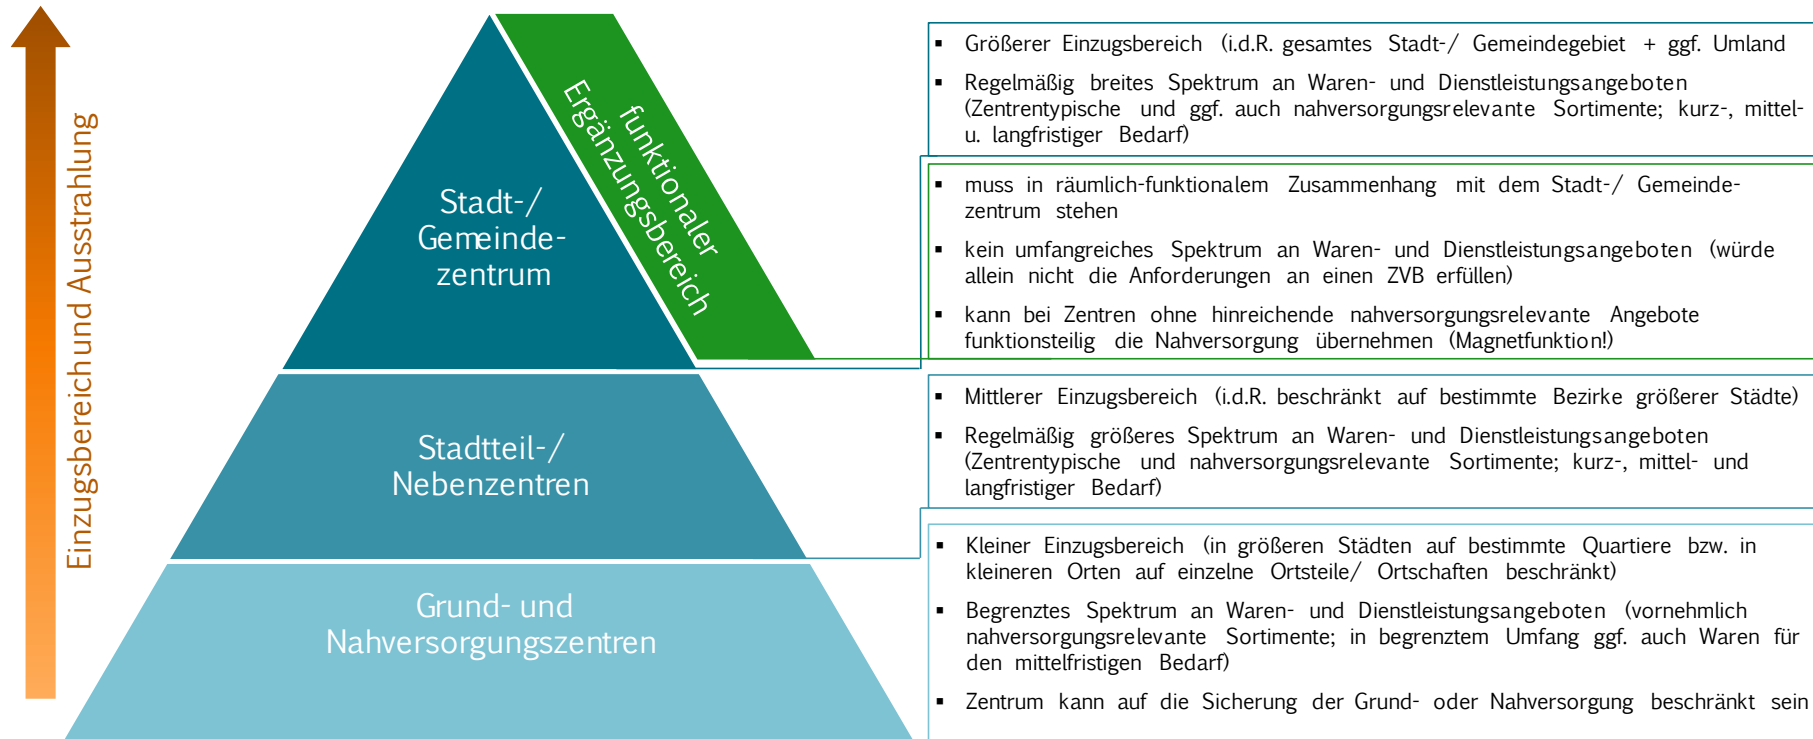 Einzugsbereich und Ausstrahlung
Stadt-/
Gemeinde-
zentrum
funktionaler
Ergänzungsbereich
Stadtteil-/
Nebenzentren
Grund- und
Nahversorgungszentren
▪ Größerer Einzugsbereich (i.d.R. gesamtes Stadt-/ Gemeindegebiet + ggf. Umland
▪ Regelmäßig breites Spektrum an Waren- und Dienstleistungsangeboten
(Zentrentypische und ggf. auch nahversorgungsrelevante Sortimente; kurz-, mittel-
u. langfristiger Bedarf)
▪ muss in räumlich-funktionalem Zusammenhang mit dem Stadt-/ Gemeinde-
zentrum stehen
▪ kein umfangreiches Spektrum an Waren- und Dienstleistungsangeboten (würde
allein nicht die Anforderungen an einen ZVB erfüllen)
▪ kann bei Zentren ohne hinreichende nahversorgungsrelevante Angebote
funktionsteilig die Nahversorgung übernehmen (Magnetfunktion!)
▪ Mittlerer Einzugsbereich (i.d.R. beschränkt auf bestimmte Bezirke größerer Städte)
▪ Regelmäßig größeres Spektrum an Waren- und Dienstleistungsangeboten
(Zentrentypische und nahversorgungsrelevante Sortimente; kurz-, mittel- und
langfristiger Bedarf)
▪ Kleiner Einzugsbereich (in größeren Städten auf bestimmte Quartiere bzw. in
kleineren Orten auf einzelne Ortsteile/ Ortschaften beschränkt)
▪ Begrenztes Spektrum an Waren- und Dienstleistungsangeboten (vornehmlich
nahversorgungsrelevante Sortimente; in begrenztem Umfang ggf. auch Waren für
den mittelfristigen Bedarf)
▪ Zentrum kann auf die Sicherung der Grund- oder Nahversorgung beschränkt sein